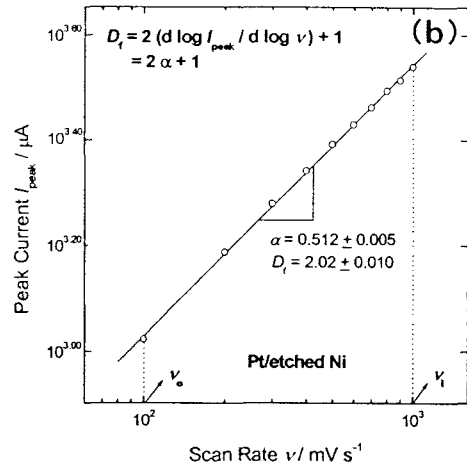 D_f = 2 (d log I_peak / d log ν) + 1
= 2 α + 1
(b)
10^3.60
10^3.40
10^3.20
10^3.00
Peak Current I_peak / μA
α = 0.512 ± 0.005
D_f = 2.02 ± 0.010
Pt/etched Ni
ν_o
ν_i
10^2
10^3
Scan Rate ν/ mV s^-1